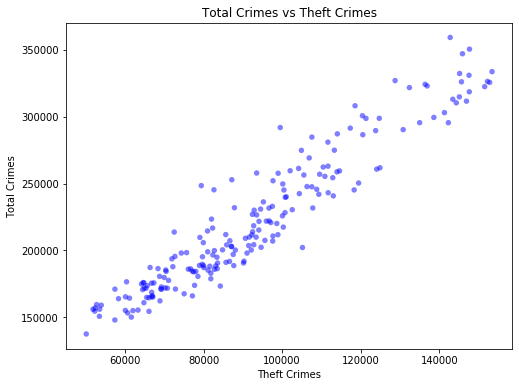 Total Crimes vs Theft Crimes
350000
300000
250000
200000
150000
Total Crimes
60000 80000 100000 120000 140000
Theft Crimes